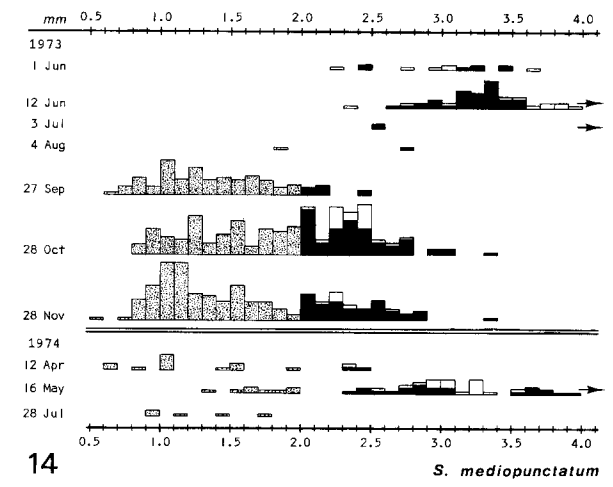 mm 0.5 1.0 1.5 2.0 2.5 3.0 3.5 4.0
1973
1 Jun
12 Jun
3 Jul
4 Aug
27 Sep
28 Oct
28 Nov
1974
12 Apr
16 May
28 Jul
0.5 1.0 1.5 2.0 2.5 3.0 3.5 4.0
14 S. mediopunctatum